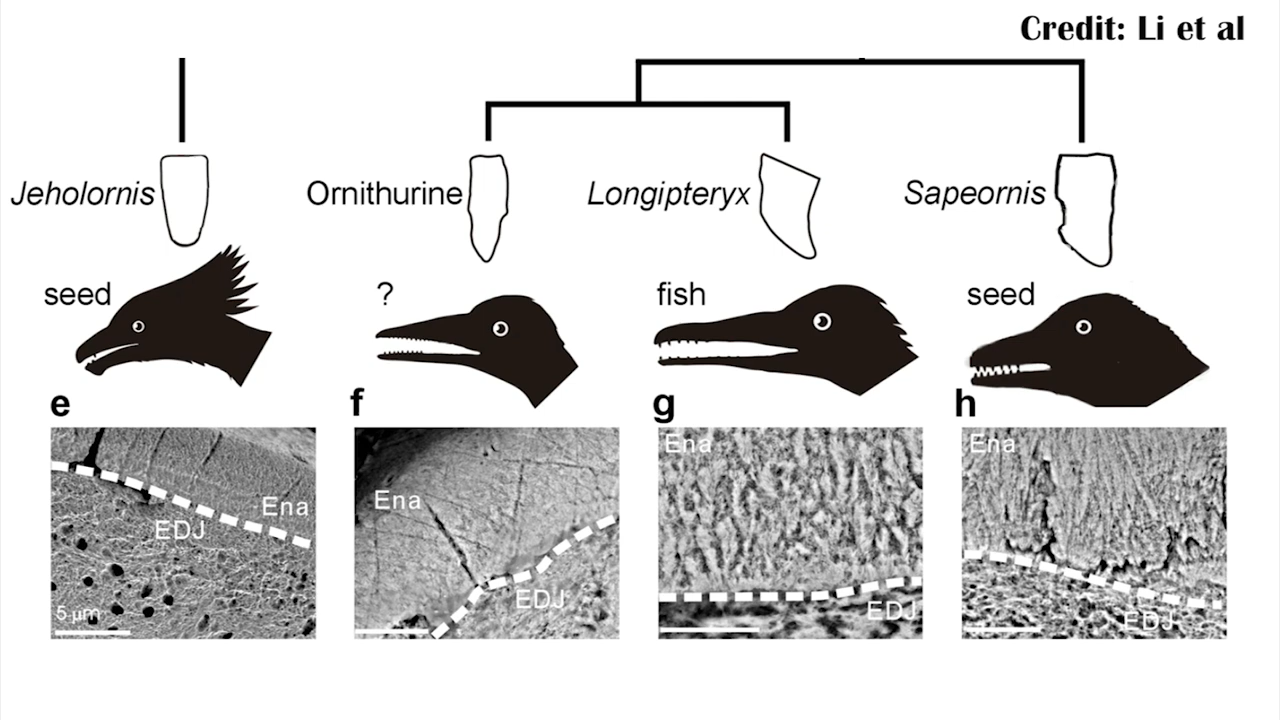 Credit: Li et al
Jeholornis
Ornithurine
Longipteryx
Sapeornis
seed
?
fish
seed
e
f
g
h
Ena
EDJ
5 μm
Ena
EDJ
Ena
EDJ
Ena
EDJ